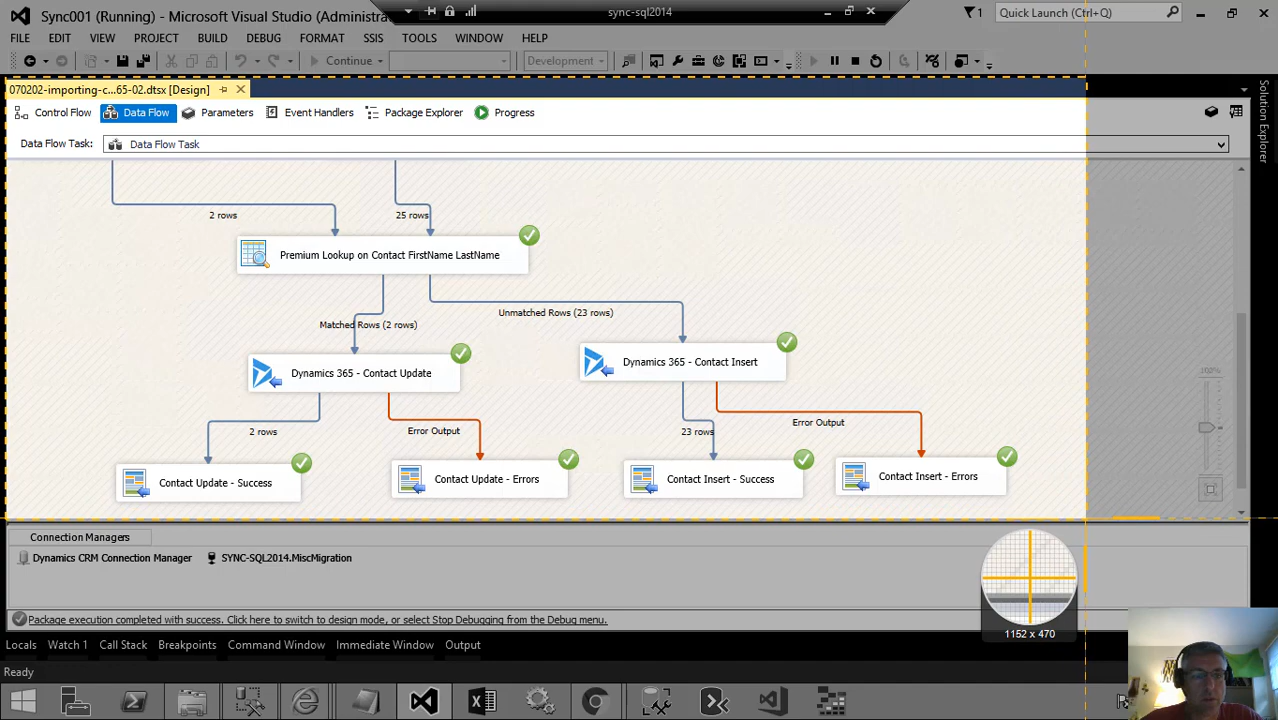 Sync001 (Running) - Microsoft Visual Studio (Administra
sync-sql2014
1
Quick Launch (Ctrl+Q)
FILE EDIT VIEW PROJECT BUILD DEBUG FORMAT SSIS TOOLS WINDOW HELP
Continue
Development
070202-importing-c...65-02.dtsx [Design]
Control Flow Data Flow Parameters Event Handlers Package Explorer Progress
Data Flow Task: Data Flow Task
Solution Explorer
2 rows
25 rows
Premium Lookup on Contact FirstName LastName
Unmatched Rows (23 rows)
Matched Rows (2 rows)
Dynamics 365 - Contact Insert
Dynamics 365 - Contact Update
100%
Error Output
2 rows
Error Output
23 rows
Contact Update - Success
Contact Update - Errors
Contact Insert - Success
Contact Insert - Errors
Connection Managers
Dynamics CRM Connection Manager SYNC-SQL2014.MiscMigration
Package execution completed with success. Click here to switch to design mode, or select Stop Debugging from the Debug menu.
1152 x 470
Locals Watch 1 Call Stack Breakpoints Command Window Immediate Window Output
Ready